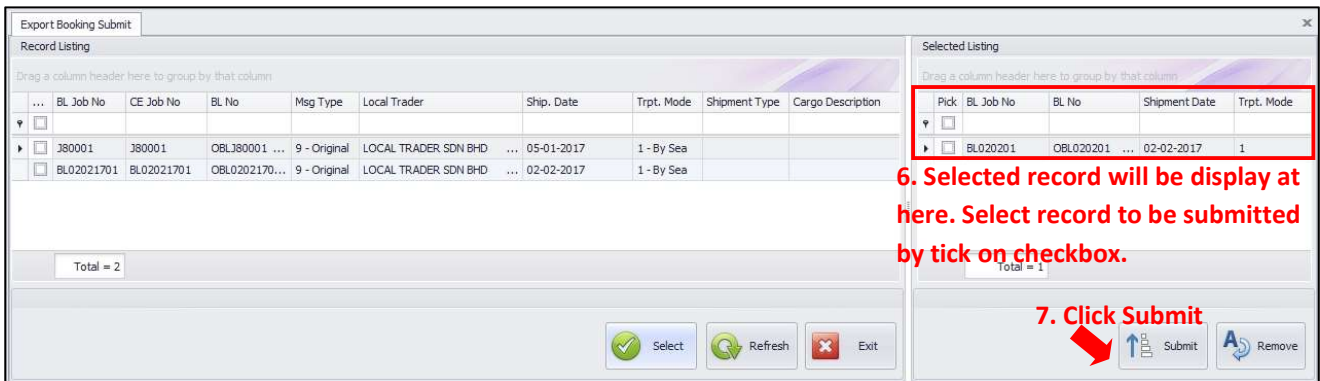 Export Booking Submit
Record Listing
Selected Listing
Drag a column header here to group by that column
Drag a column header here to group by that column
... BL Job No CE Job No BL No Msg Type Local Trader Ship. Date Trpt. Mode Shipment Type Cargo Description
Pick BL Job No BL No Shipment Date Trpt. Mode
J80001 J80001 OBLJ80001 ... 9 - Original LOCAL TRADER SDN BHD ... 05-01-2017 1 - By Sea
BL020201 OBL020201 ... 02-02-2017 1
BL02021701 BL02021701 OBL0202170... 9 - Original LOCAL TRADER SDN BHD ... 02-02-2017 1 - By Sea
6. Selected record will be display at
here. Select record to be submitted
by tick on checkbox.
Total = 2
Total = 1
7. Click Submit
Select Refresh Exit
Submit Remove